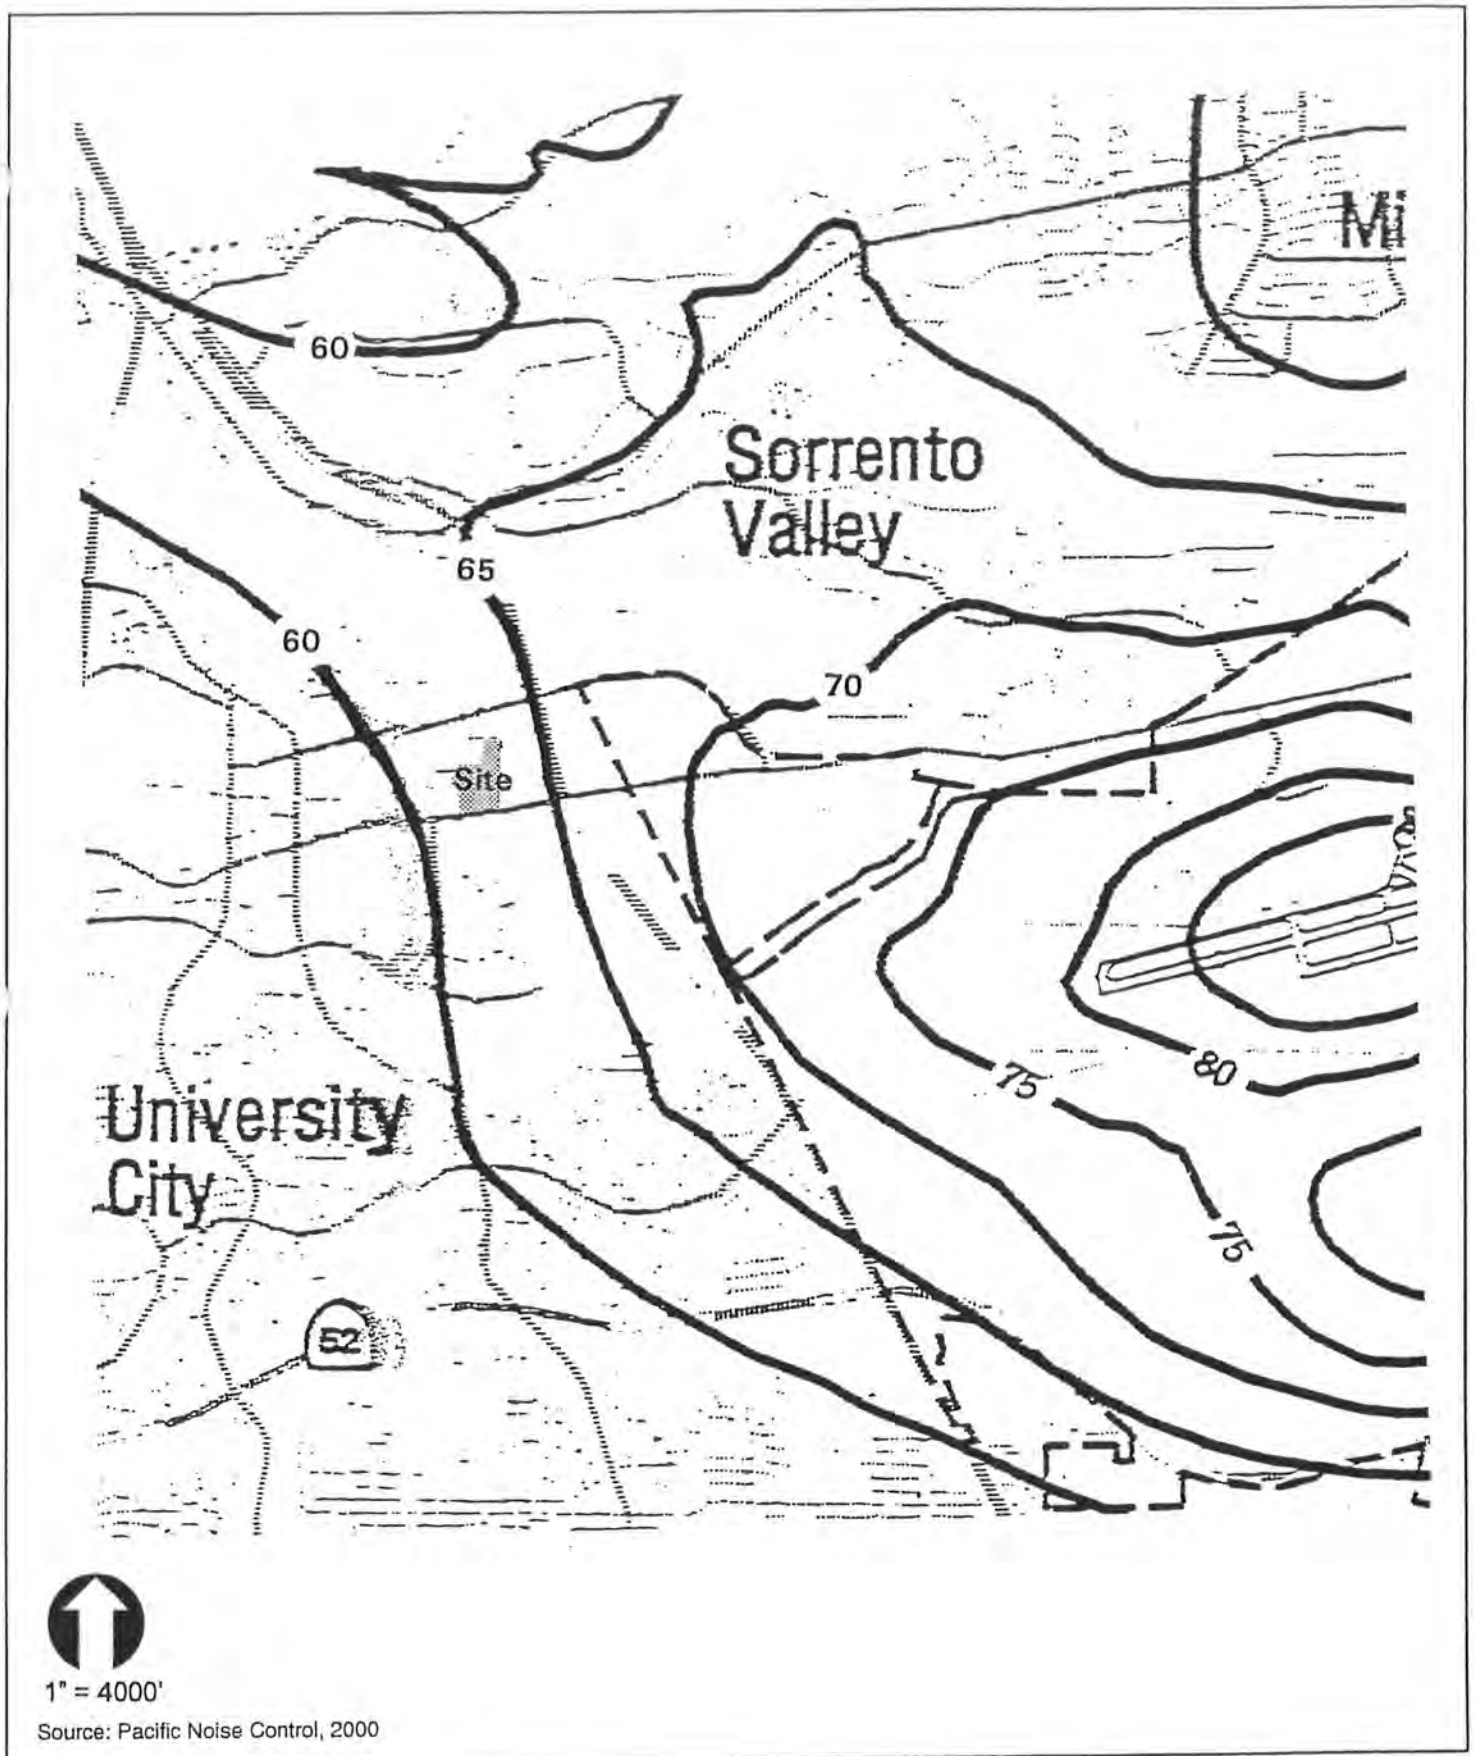 Mi
60
Sorrento
Valley
65
60
70
Site
75
80
University
City
75
52
1" = 4000'
Source: Pacific Noise Control, 2000